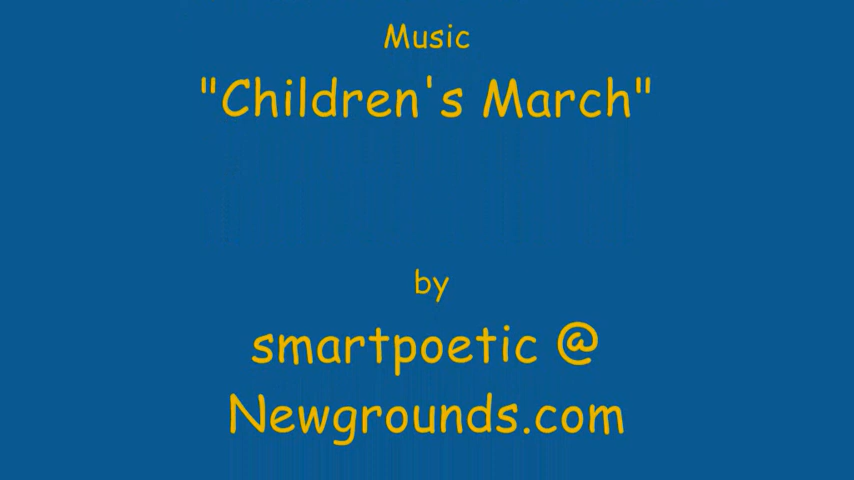 Music
"Children's March"
by
smartpoetic @
Newgrounds.com